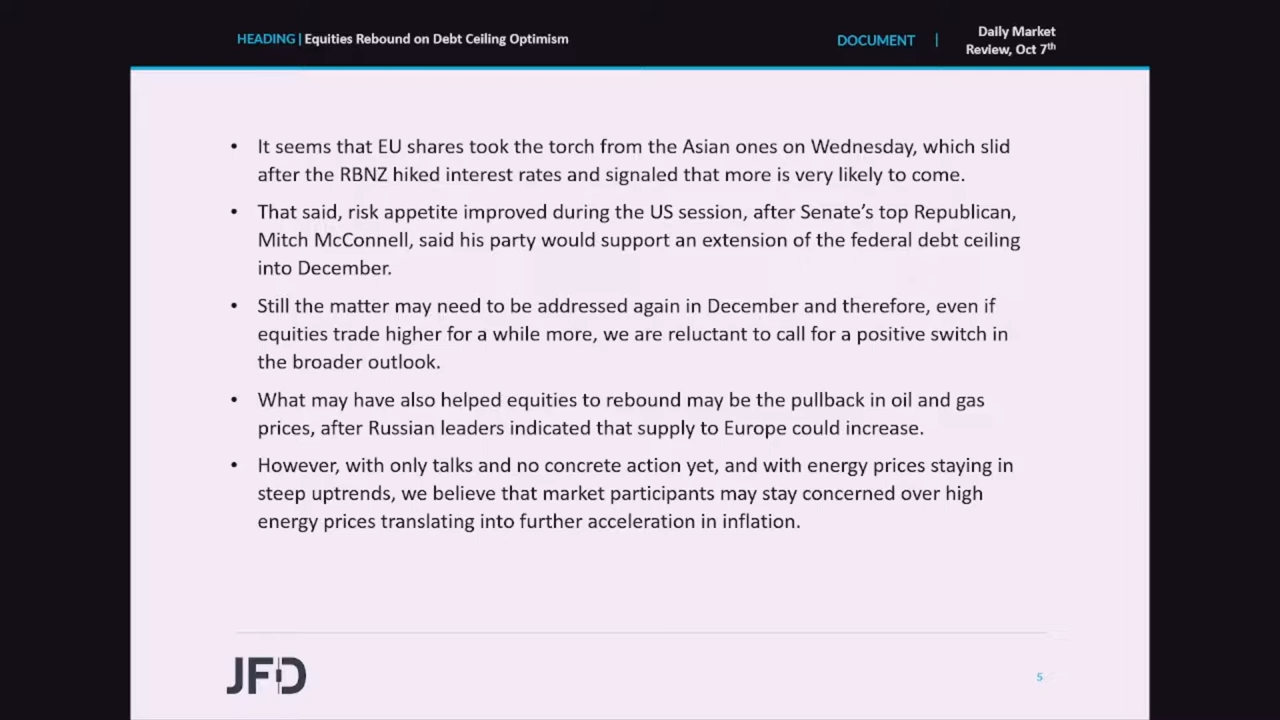 HEADING | Equities Rebound on Debt Ceiling Optimism
DOCUMENT |
Daily Market
Review, Oct 7th
• It seems that EU shares took the torch from the Asian ones on Wednesday, which slid
after the RBNZ hiked interest rates and signaled that more is very likely to come.
• That said, risk appetite improved during the US session, after Senate’s top Republican,
Mitch McConnell, said his party would support an extension of the federal debt ceiling
into December.
• Still the matter may need to be addressed again in December and therefore, even if
equities trade higher for a while more, we are reluctant to call for a positive switch in
the broader outlook.
• What may have also helped equities to rebound may be the pullback in oil and gas
prices, after Russian leaders indicated that supply to Europe could increase.
• However, with only talks and no concrete action yet, and with energy prices staying in
steep uptrends, we believe that market participants may stay concerned over high
energy prices translating into further acceleration in inflation.
JFD
5